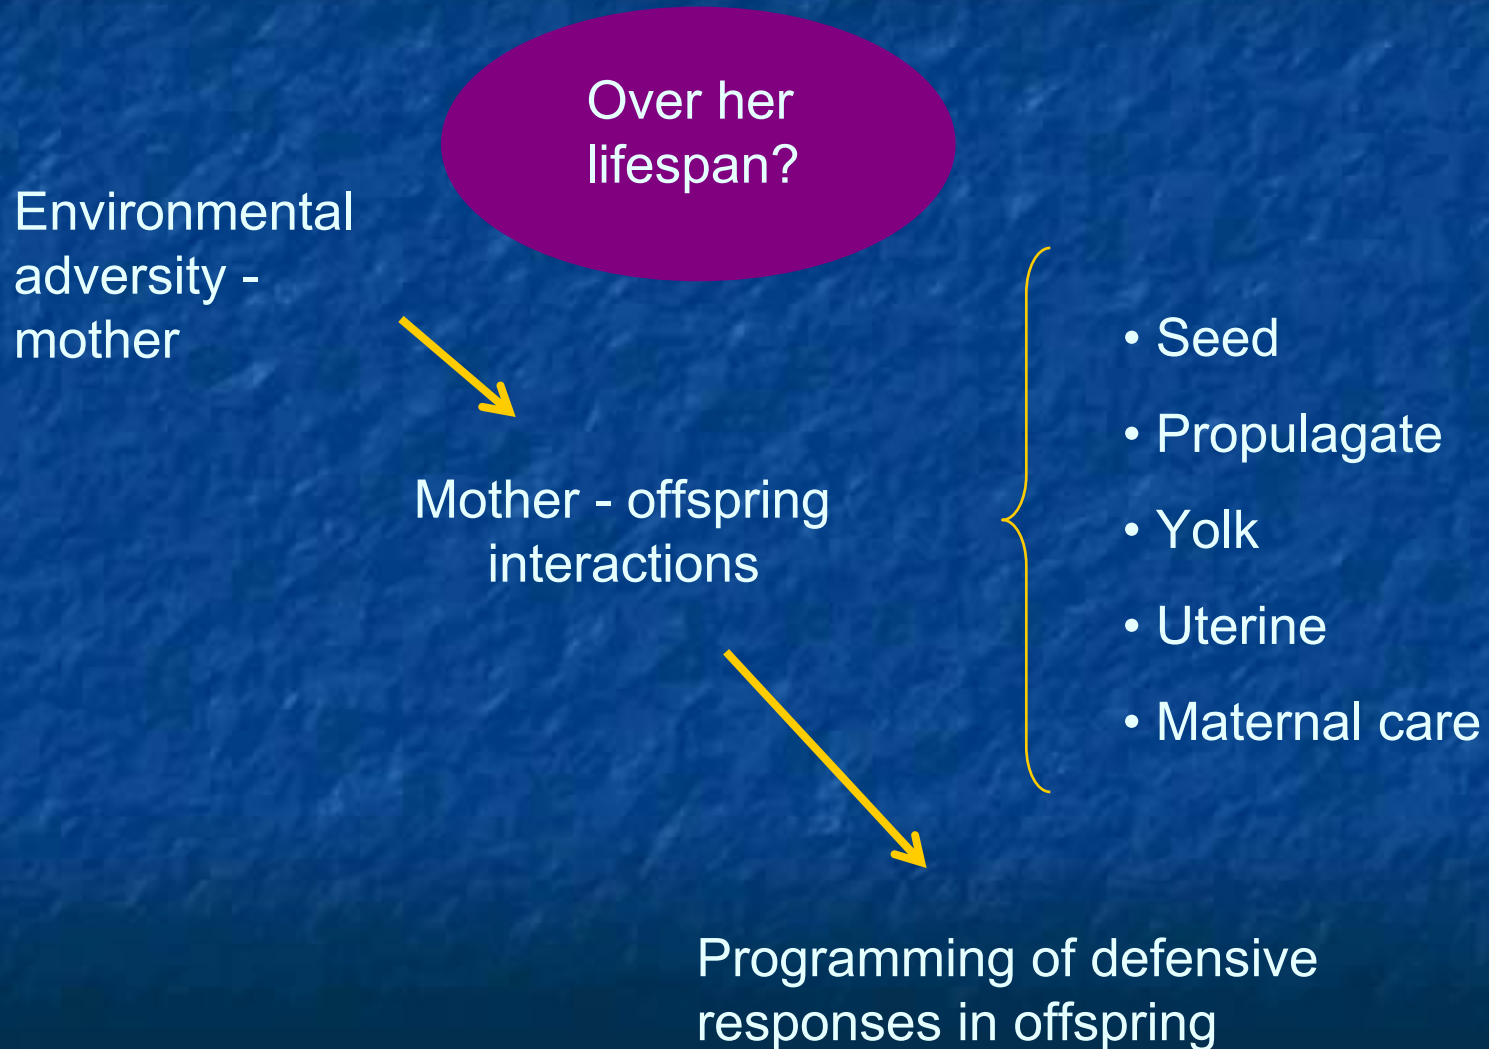 Over her
lifespan?
Environmental
adversity -
mother
Mother - offspring
interactions
• Seed
• Propulagate
• Yolk
• Uterine
• Maternal care
Programming of defensive
responses in offspring